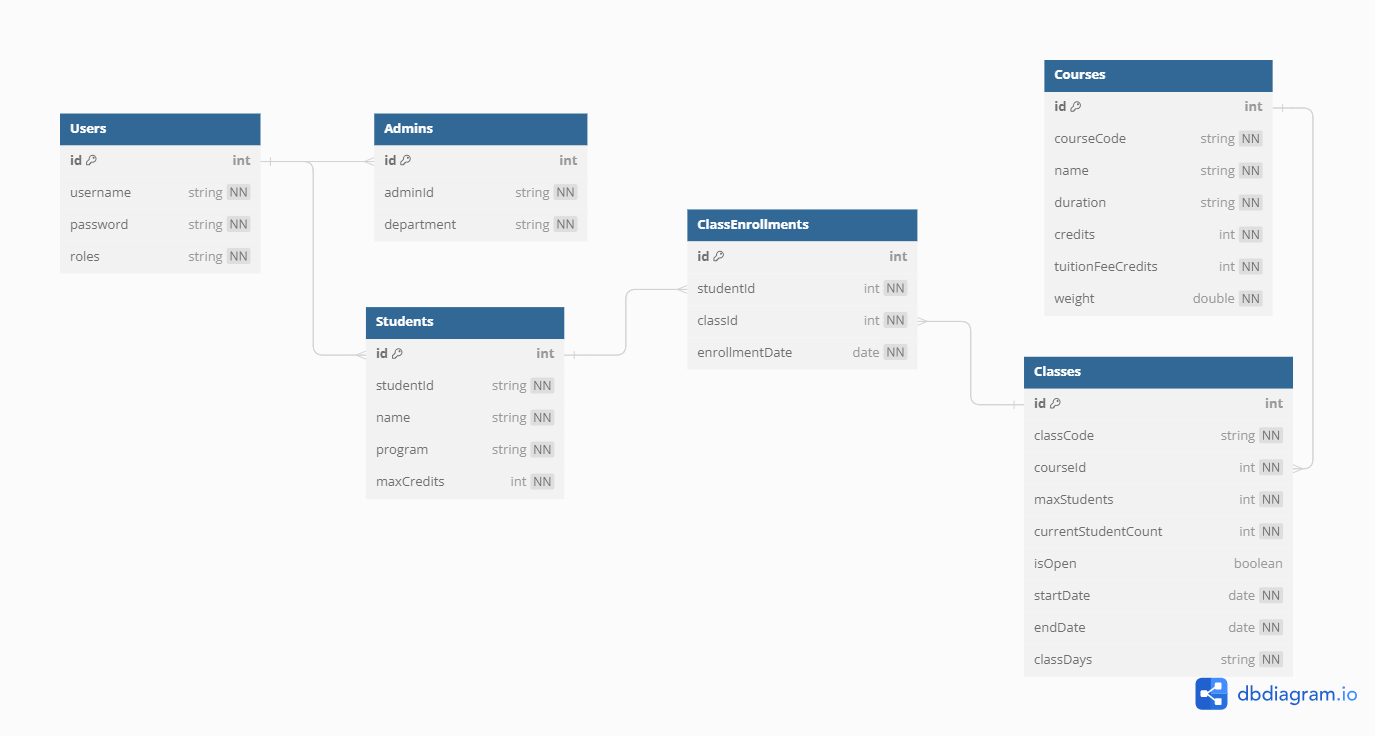 Users
id int
username string NN
password string NN
roles string NN
Admins
id int
adminId string NN
department string NN
Students
id int
studentId string NN
name string NN
program string NN
maxCredits int NN
ClassEnrollments
id int
studentId int NN
classId int NN
enrollmentDate date NN
Courses
id int
courseCode string NN
name string NN
duration string NN
credits int NN
tuitionFeeCredits int NN
weight double NN
Classes
id int
classCode string NN
courseId int NN
maxStudents int NN
currentStudentCount int NN
isOpen boolean
startDate date NN
endDate date NN
classDays string NN
dbdiagram.io